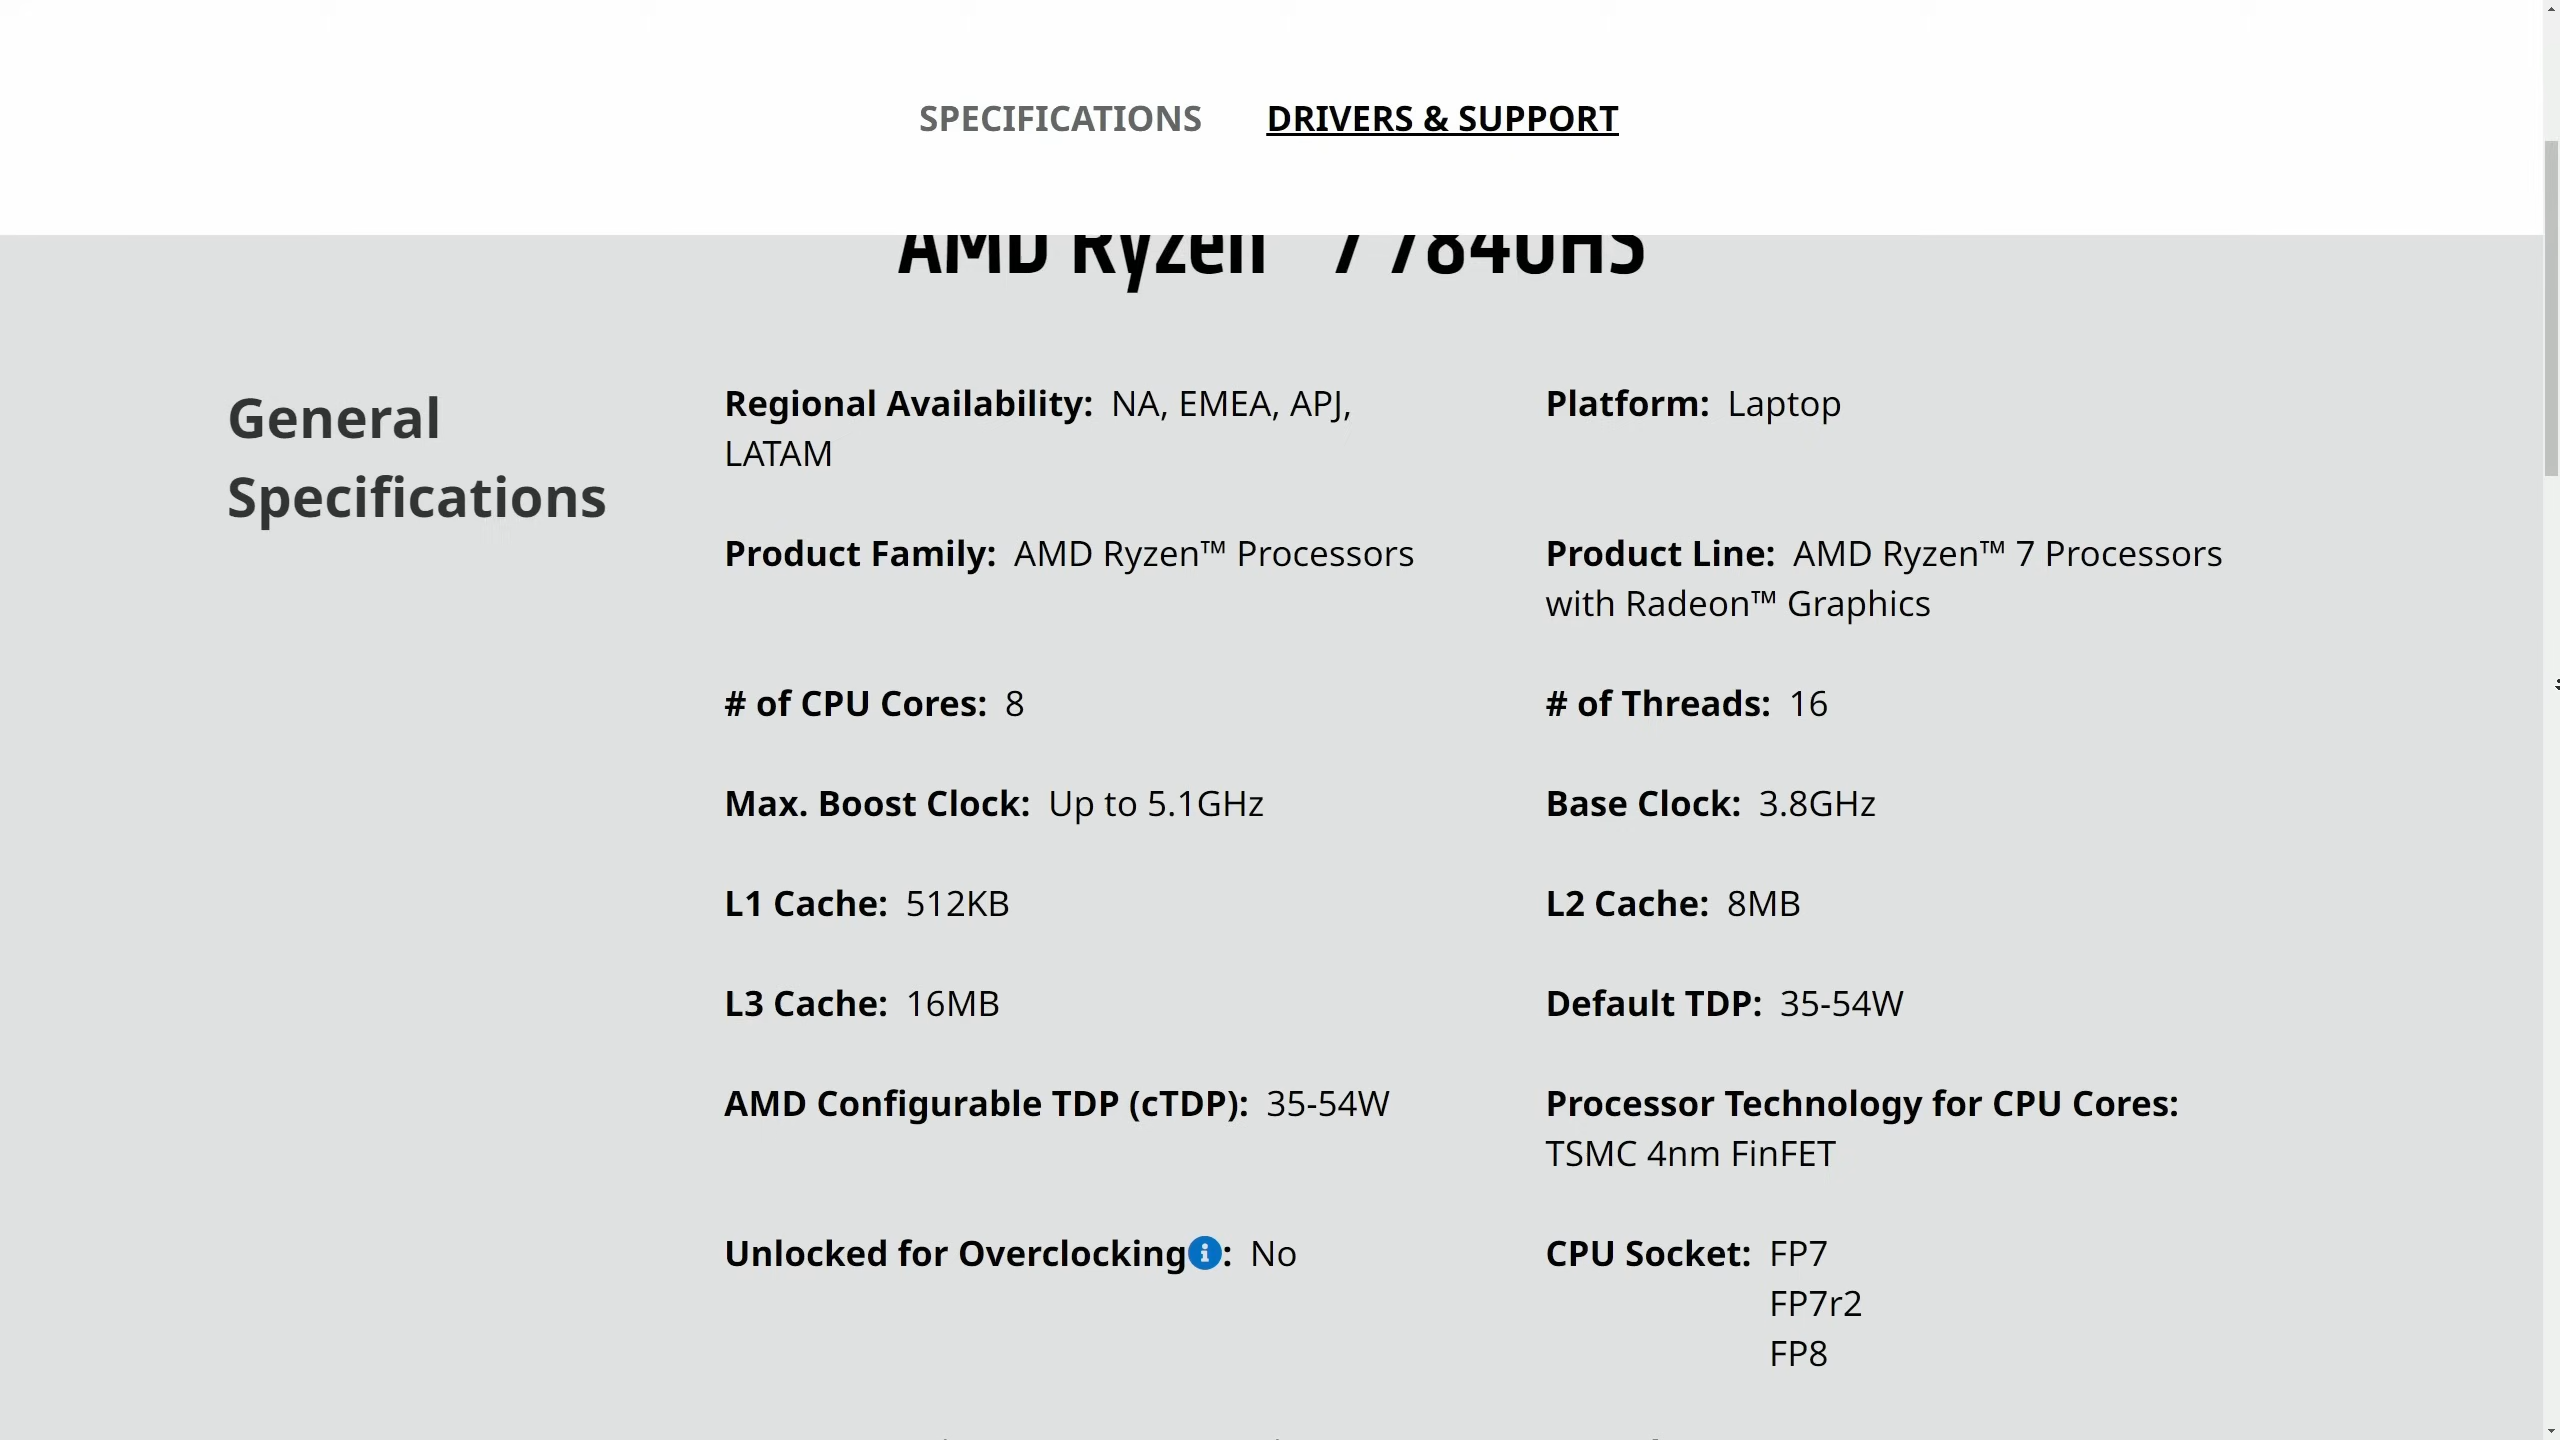 SPECIFICATIONS DRIVERS & SUPPORT
AMD Ryzen 7 7840HS
General
Specifications
Regional Availability: NA, EMEA, APJ,
LATAM
Platform: Laptop
Product Family: AMD Ryzen™ Processors
Product Line: AMD Ryzen™ 7 Processors
with Radeon™ Graphics
# of CPU Cores: 8
# of Threads: 16
Max. Boost Clock: Up to 5.1GHz
Base Clock: 3.8GHz
L1 Cache: 512KB
L2 Cache: 8MB
L3 Cache: 16MB
Default TDP: 35-54W
AMD Configurable TDP (cTDP): 35-54W
Processor Technology for CPU Cores:
TSMC 4nm FinFET
Unlocked for Overclocking: No
CPU Socket: FP7
FP7r2
FP8